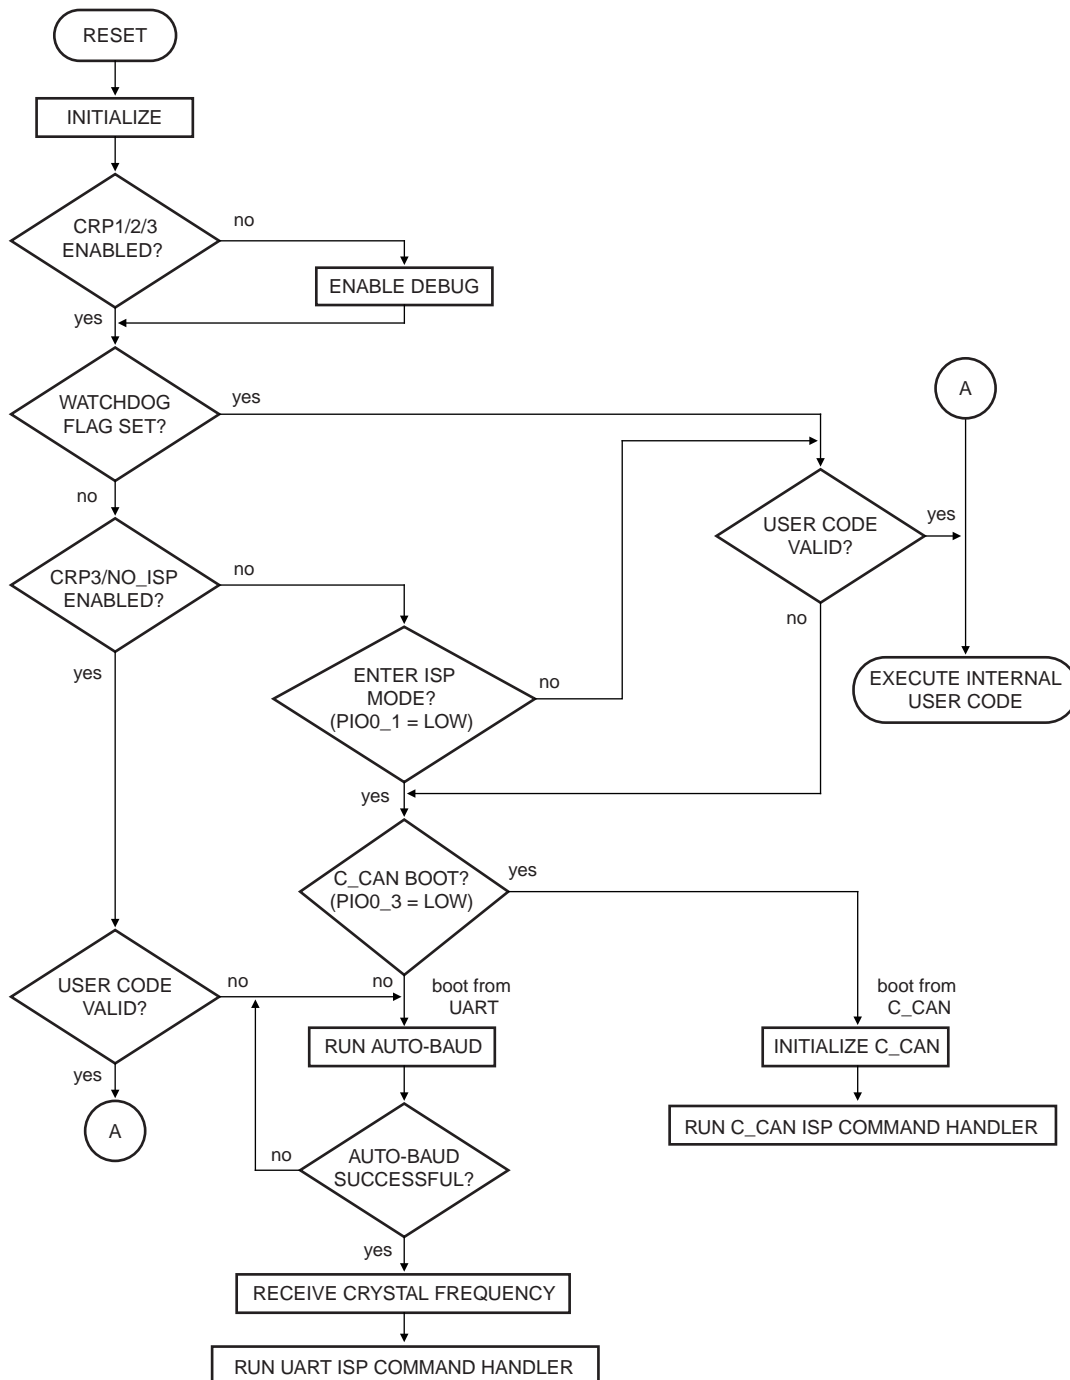 RESET
INITIALIZE
CRP1/2/3
ENABLED?
no
ENABLE DEBUG
yes
WATCHDOG
FLAG SET?
yes
A
no
USER CODE
VALID?
yes
CRP3/NO_ISP
ENABLED?
no
no
yes
ENTER ISP
MODE?
(PIO0_1 = LOW)
no
EXECUTE INTERNAL
USER CODE
yes
C_CAN BOOT?
(PIO0_3 = LOW)
yes
USER CODE
VALID?
no
no
boot from
UART
boot from
C_CAN
RUN AUTO-BAUD
INITIALIZE C_CAN
yes
A
RUN C_CAN ISP COMMAND HANDLER
no
AUTO-BAUD
SUCCESSFUL?
yes
RECEIVE CRYSTAL FREQUENCY
RUN UART ISP COMMAND HANDLER